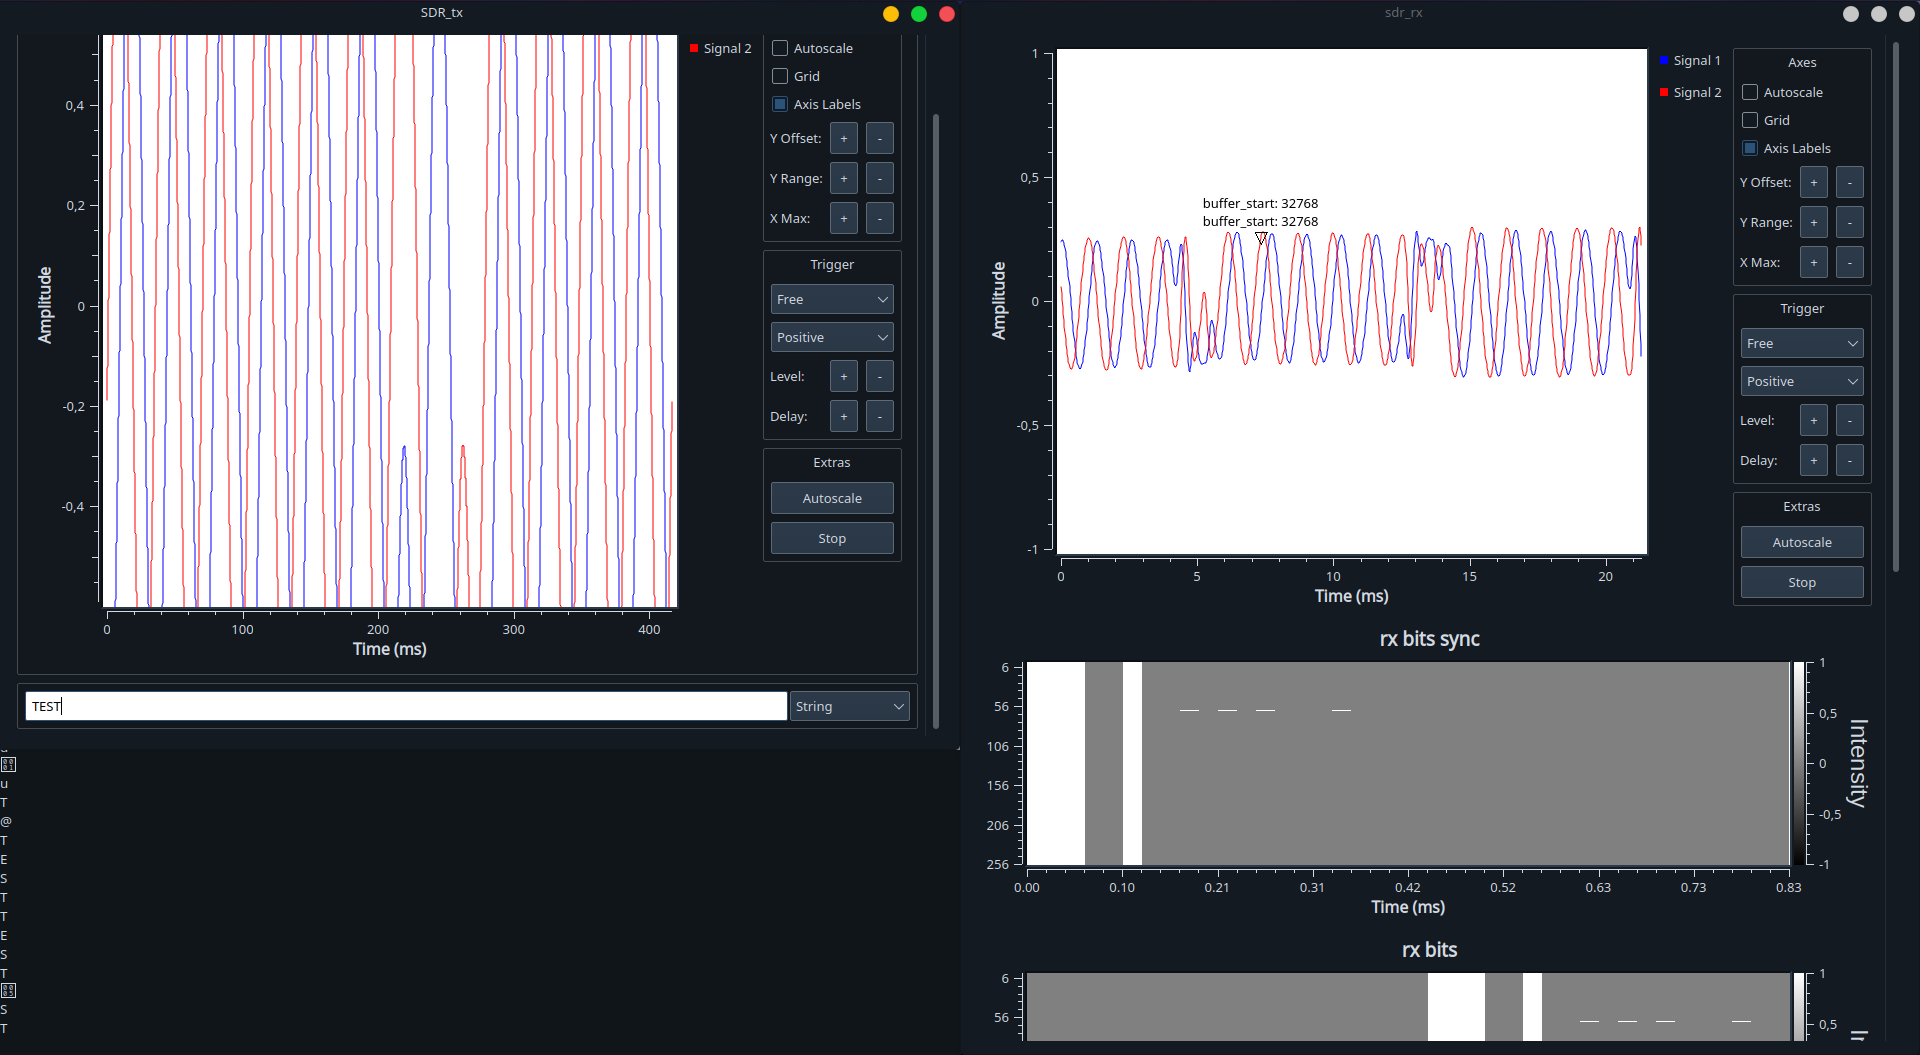 SDR_tx
Signal 2
Autoscale
Grid
Axis Labels
Y Offset: + -
Y Range: + -
X Max: + -
Trigger
Free
Positive
Level: + -
Delay: + -
Extras
Autoscale
Stop
0,4
0,2
0
-0,2
-0,4
Amplitude
0 100 200 300 400
Time (ms)
TEST
String
u
T
@
T
E
S
T
T
E
S
T
S
T
sdr_rx
1
0,5
0
-0,5
-1
Amplitude
buffer_start: 32768
buffer_start: 32768
0 5 10 15 20
Time (ms)
Signal 1
Signal 2
Axes
Autoscale
Grid
Axis Labels
Y Offset: + -
Y Range: + -
X Max: + -
Trigger
Free
Positive
Level: + -
Delay: + -
Extras
Autoscale
Stop
rx bits sync
6
56
106
156
206
256
0.00 0.10 0.21 0.31 0.42 0.52 0.63 0.73 0.83
Time (ms)
1
0,5
0
-0,5
-1
Intensity
rx bits
6
56
1
0,5